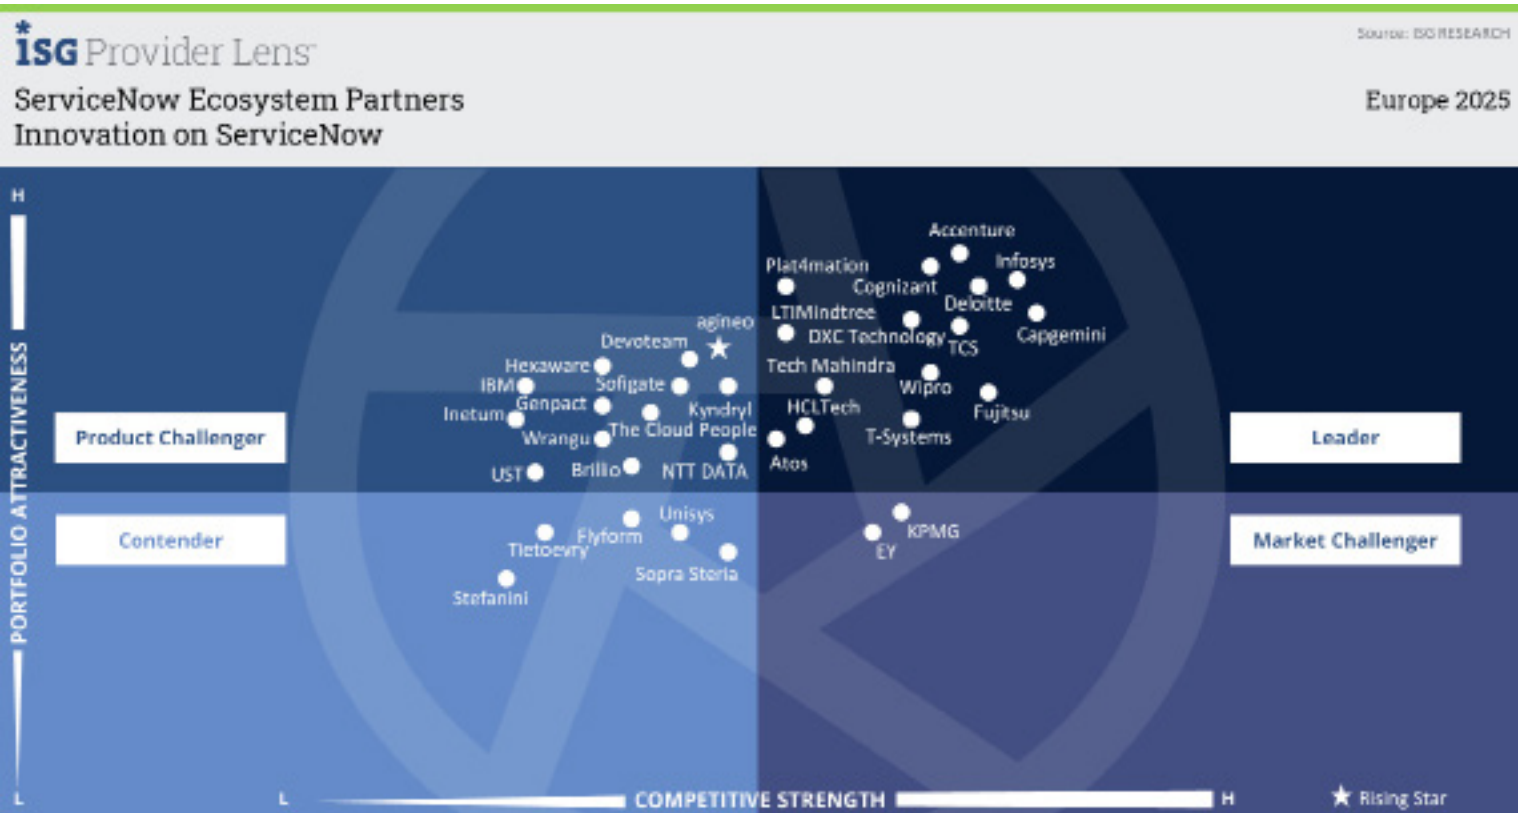 ISG Provider Lens™
Source: ISG RESEARCH
ServiceNow Ecosystem Partners
Innovation on ServiceNow
Europe 2025
H
PORTFOLIO ATTRACTIVENESS
L
Product Challenger
Leader
Contender
Market Challenger
Accenture
Infosys
Plat4mation
Cognizant
Deloitte
LTIMindtree
DXC Technology
TCS
Capgemini
agineo
Devoteam
Hexaware
IBM
Sofigate
Tech Mahindra
Wipro
Genpact
Kyndryl
HCLTech
Fujitsu
Inetum
The Cloud People
T-Systems
Wrangu
UST
Brillio
NTT DATA
Atos
Unisys
Flyform
Tietoevry
KPMG
EY
Sopra Steria
Stefanini
L
COMPETITIVE STRENGTH
H
Rising Star